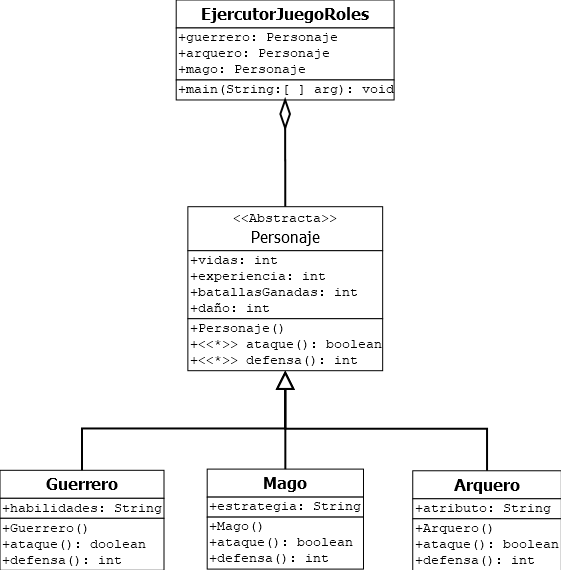 EjercutorJuegoRoles
+guerrero: Personaje
+arquero: Personaje
+mago: Personaje
+main(String:[ ] arg): void
<<Abstracta>>
Personaje
+vidas: int
+experiencia: int
+batallasGanadas: int
+daño: int
+Personaje()
+<<*>> ataque(): boolean
+<<*>> defensa(): int
Guerrero
+habilidades: String
+Guerrero()
+ataque(): doolean
+defensa(): int
Mago
+estrategia: String
+Mago()
+ataque(): boolean
+defensa(): int
Arquero
+atributo: String
+Arquero()
+ataque(): boolean
+defensa(): int